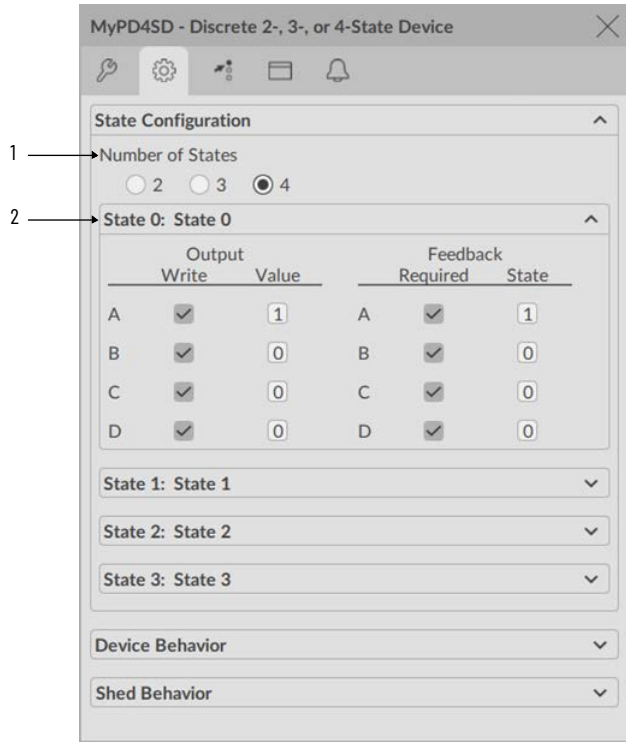 MyPD4SD - Discrete 2-, 3-, or 4-State Device
State Configuration
1
Number of States
2 3 4
2
State 0: State 0
Output Feedback
Write Value Required State
A 1 A 1
B 0 B 0
C 0 C 0
D 0 D 0
State 1: State 1
State 2: State 2
State 3: State 3
Device Behavior
Shed Behavior